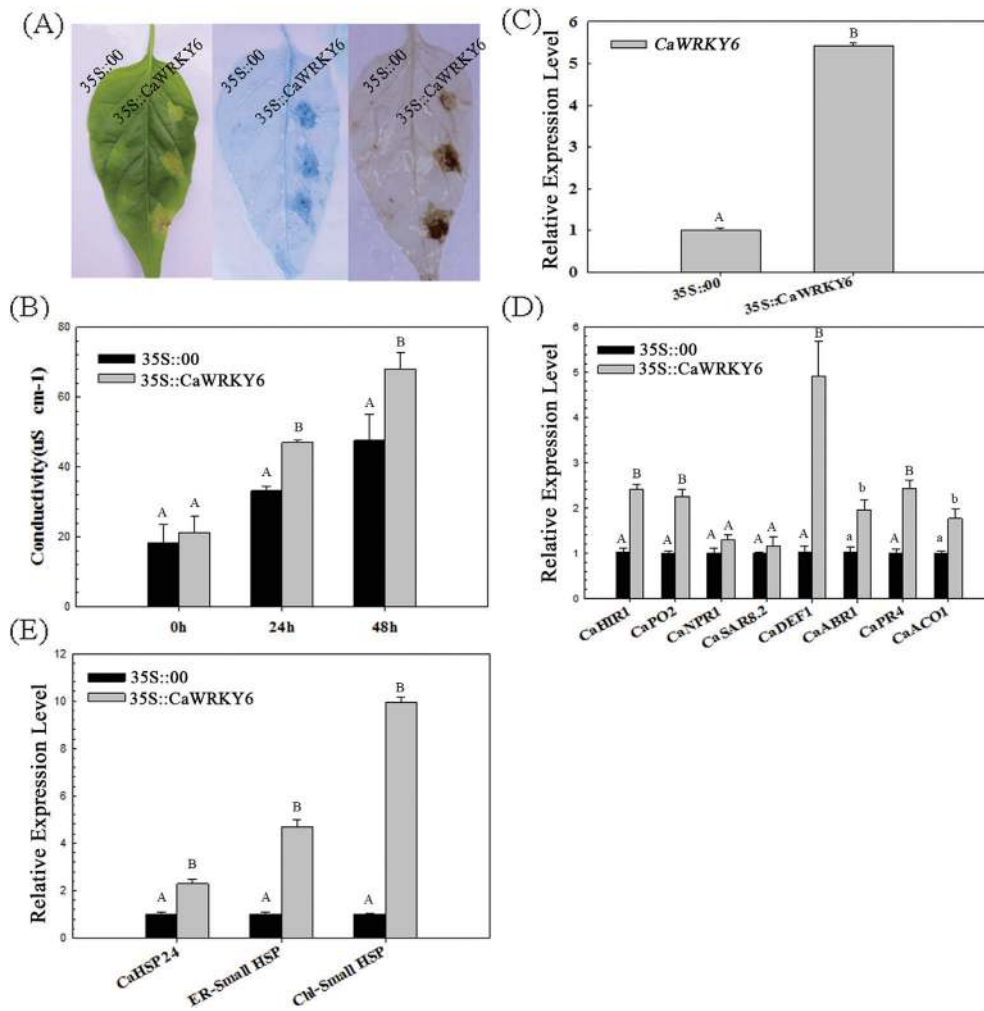 (A)
35S::00
35S::CaWRKY6
35S::00
35S::CaWRKY6
35S::00
35S::CaWRKY6
(C)
CaWRKY6
Relative Expression Level
6
5
4
3
2
1
0
A
B
35S::00
35S::CaWRKY6
(B)
35S::00
35S::CaWRKY6
Conductivity(uS cm-1)
80
60
40
20
0
A
A
A
B
A
B
0h
24h
48h
(D)
35S::00
35S::CaWRKY6
Relative Expression Level
6
5
4
3
2
1
0
A
B
A
B
A
A
A
A
A
B
a
b
A
B
a
b
CaHIR1
CaPO2
CaNPR1
CaSAR8.2
CaDEF1
CaABR1
CaPR4
CaACO1
(E)
35S::00
35S::CaWRKY6
Relative Expression Level
12
10
8
6
4
2
0
A
B
A
B
A
B
CaHSP24
ER-Small HSP
Chl-Small HSP